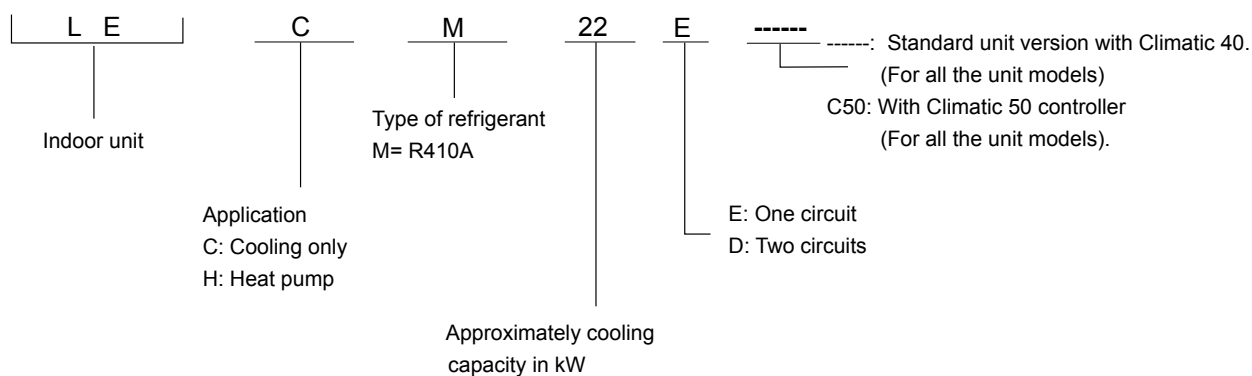 L E C M 22 E ------
------: Standard unit version with Climatic 40.
(For all the unit models)
C50: With Climatic 50 controller
(For all the unit models).
Indoor unit
Type of refrigerant
M= R410A
Application
C: Cooling only
H: Heat pump
E: One circuit
D: Two circuits
Approximately cooling
capacity in kW